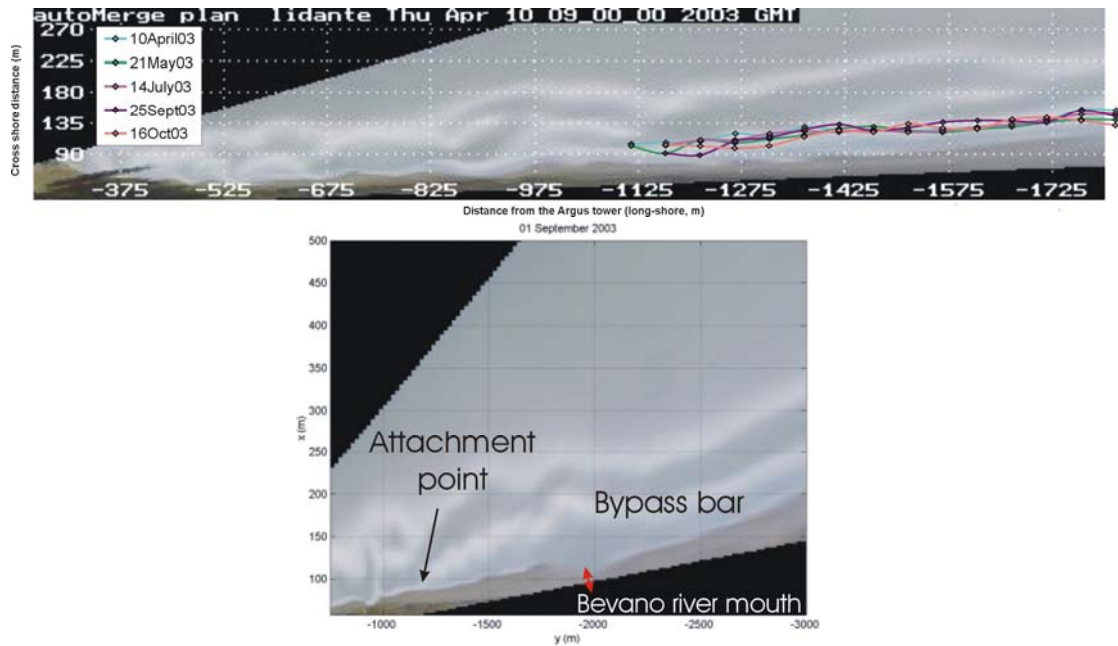 autoMerge plan lidante Thu Apr 10 09_00_00 2003 GMT
Cross shore distance (m)
270
225
180
135
90
10April03
21May03
14July03
25Sept03
16Oct03
-375 -525 -675 -825 -975 -1125 -1275 -1425 -1575 -1725
Distance from the Argus tower (long-shore, m)
01 September 2003
x (m)
500
450
400
350
300
250
200
150
100
Attachment
point
Bypass bar
Bevano river mouth
-1000 -1500 -2000 -2500 -3000
y (m)